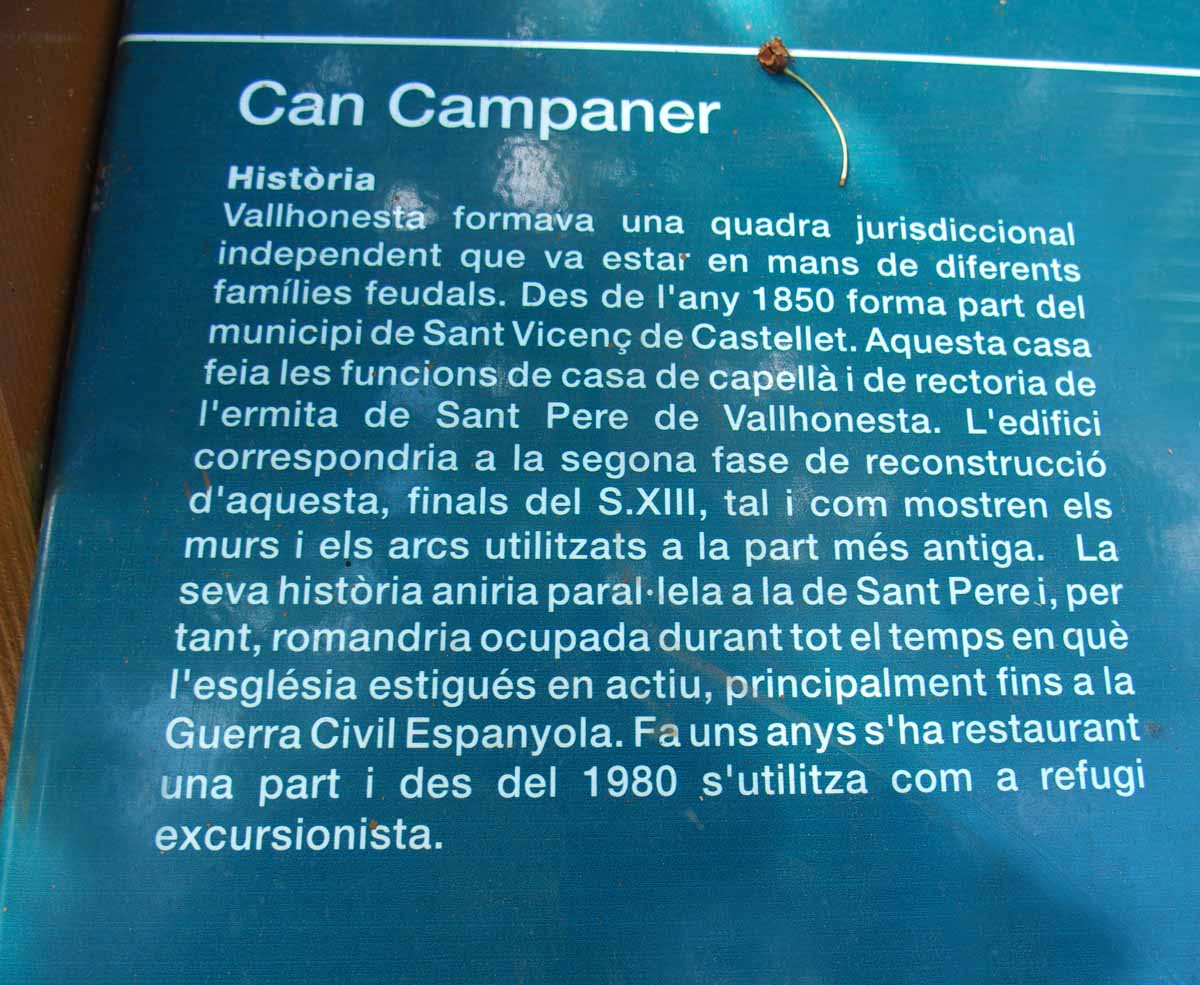 Can Campaner
Història
Vallhonesta formava una quadra jurisdiccional
independent que va estar en mans de diferents
famílies feudals. Des de l'any 1850 forma part del
municipi de Sant Vicenç de Castellet. Aquesta casa
feia les funcions de casa de capellà i de rectoria de
l'ermita de Sant Pere de Vallhonesta. L'edifici
correspondria a la segona fase de reconstrucció
d'aquesta, finals del S.XIII, tal i com mostren els
murs i els arcs utilitzats a la part més antiga. La
seva història aniria paral·lela a la de Sant Pere i, per
tant, romandria ocupada durant tot el temps en què
l'església estigués en actiu, principalment fins a la
Guerra Civil Espanyola. Fa uns anys s'ha restaurant
una part i des del 1980 s'utilitza com a refugi
excursionista.